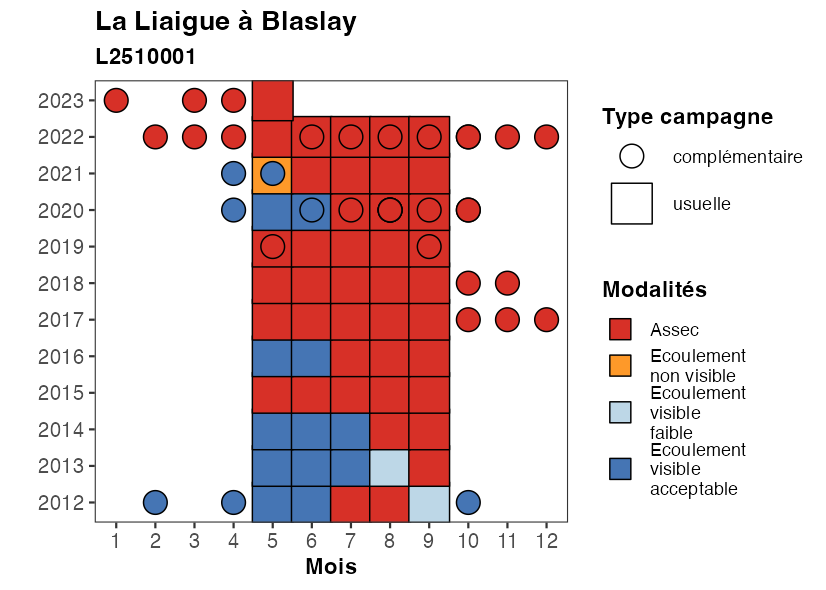 La Liaigue à Blaslay
L2510001
2023
2022
2021
2020
2019
2018
2017
2016
2015
2014
2013
2012
1 2 3 4 5 6 7 8 9 10 11 12
Mois
Type campagne
complémentaire
usuelle
Modalités
Assec
Ecoulement
non visible
Ecoulement
visible
faible
Ecoulement
visible
acceptable